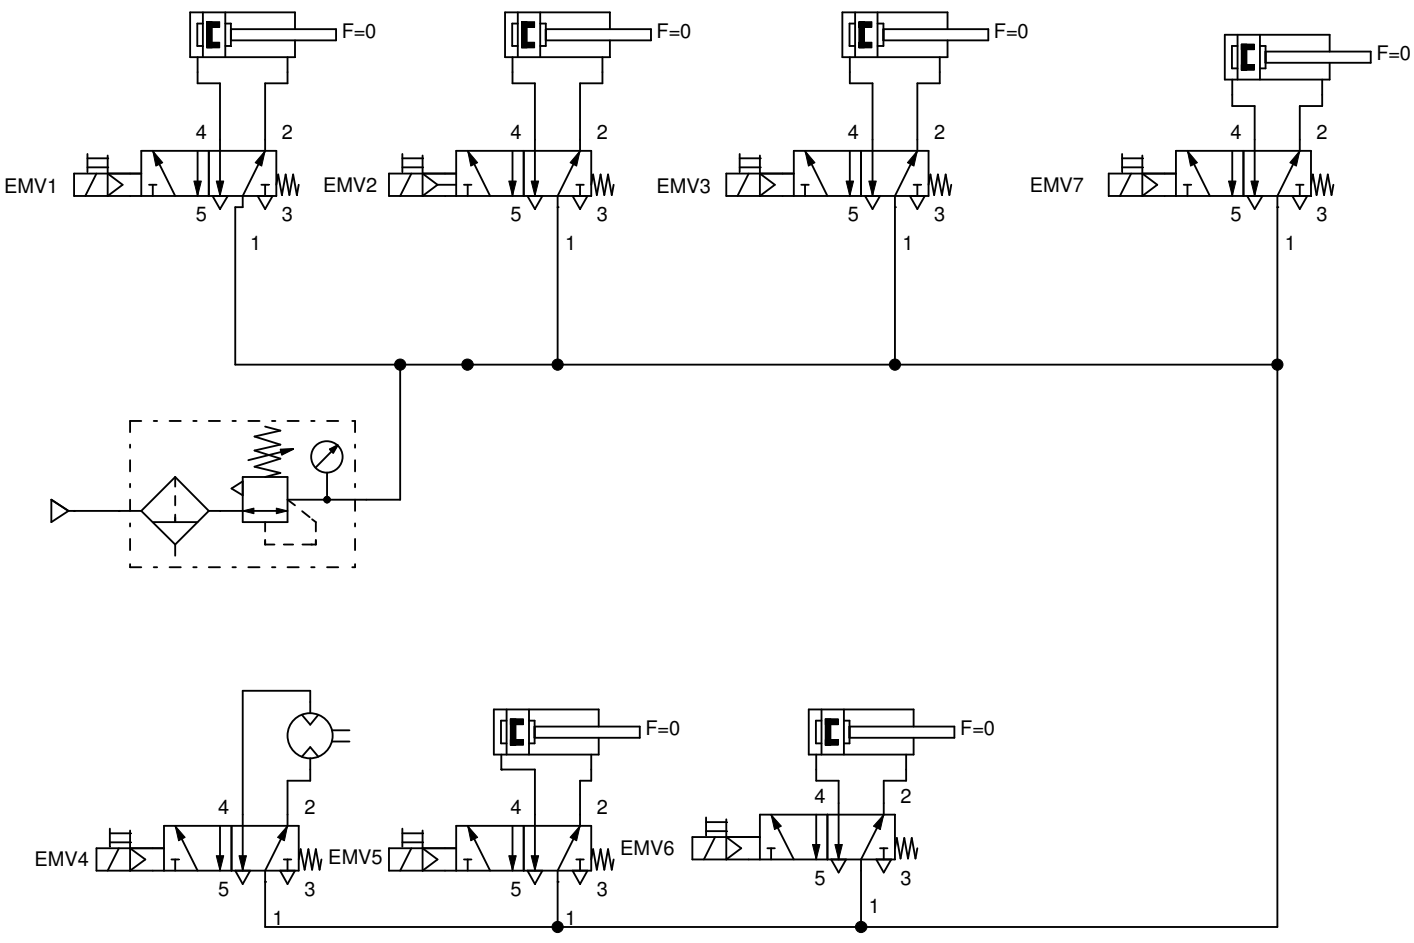 F=0 F=0 F=0 F=0
4 2 4 2 4 2 4 2
EMV1 EMV2 EMV3 EMV7
5 3 5 3 5 3 5 3
1 1 1 1
F=0 F=0
4 2 4 2 4 2
EMV4 EMV5 EMV6
5 3 5 3 5 3
1 1 1